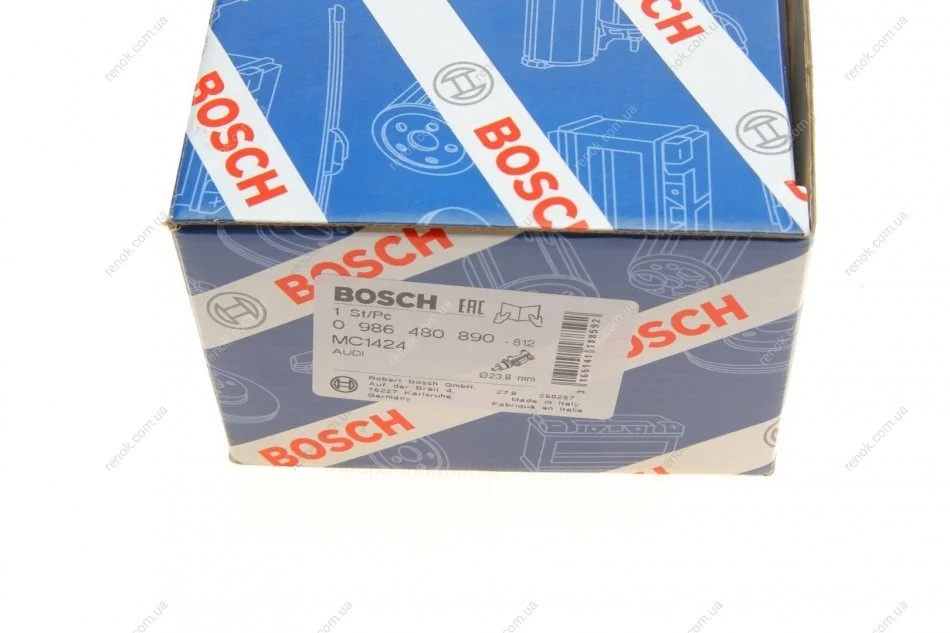 BOSCH
BOSCH
BOSCH
BOSCH
BOSCH
BOSCH
BOSCH EAC
1 St/Pc
0 986 480 890 -812
MC1424
AUDI
Ø23,8 mm
Robert Bosch GmbH,
Auf der Breit 4,
76227 Karlsruhe,
Germany
279 250257
Made in Italy
Fabriqué en Italie
renok.com.ua